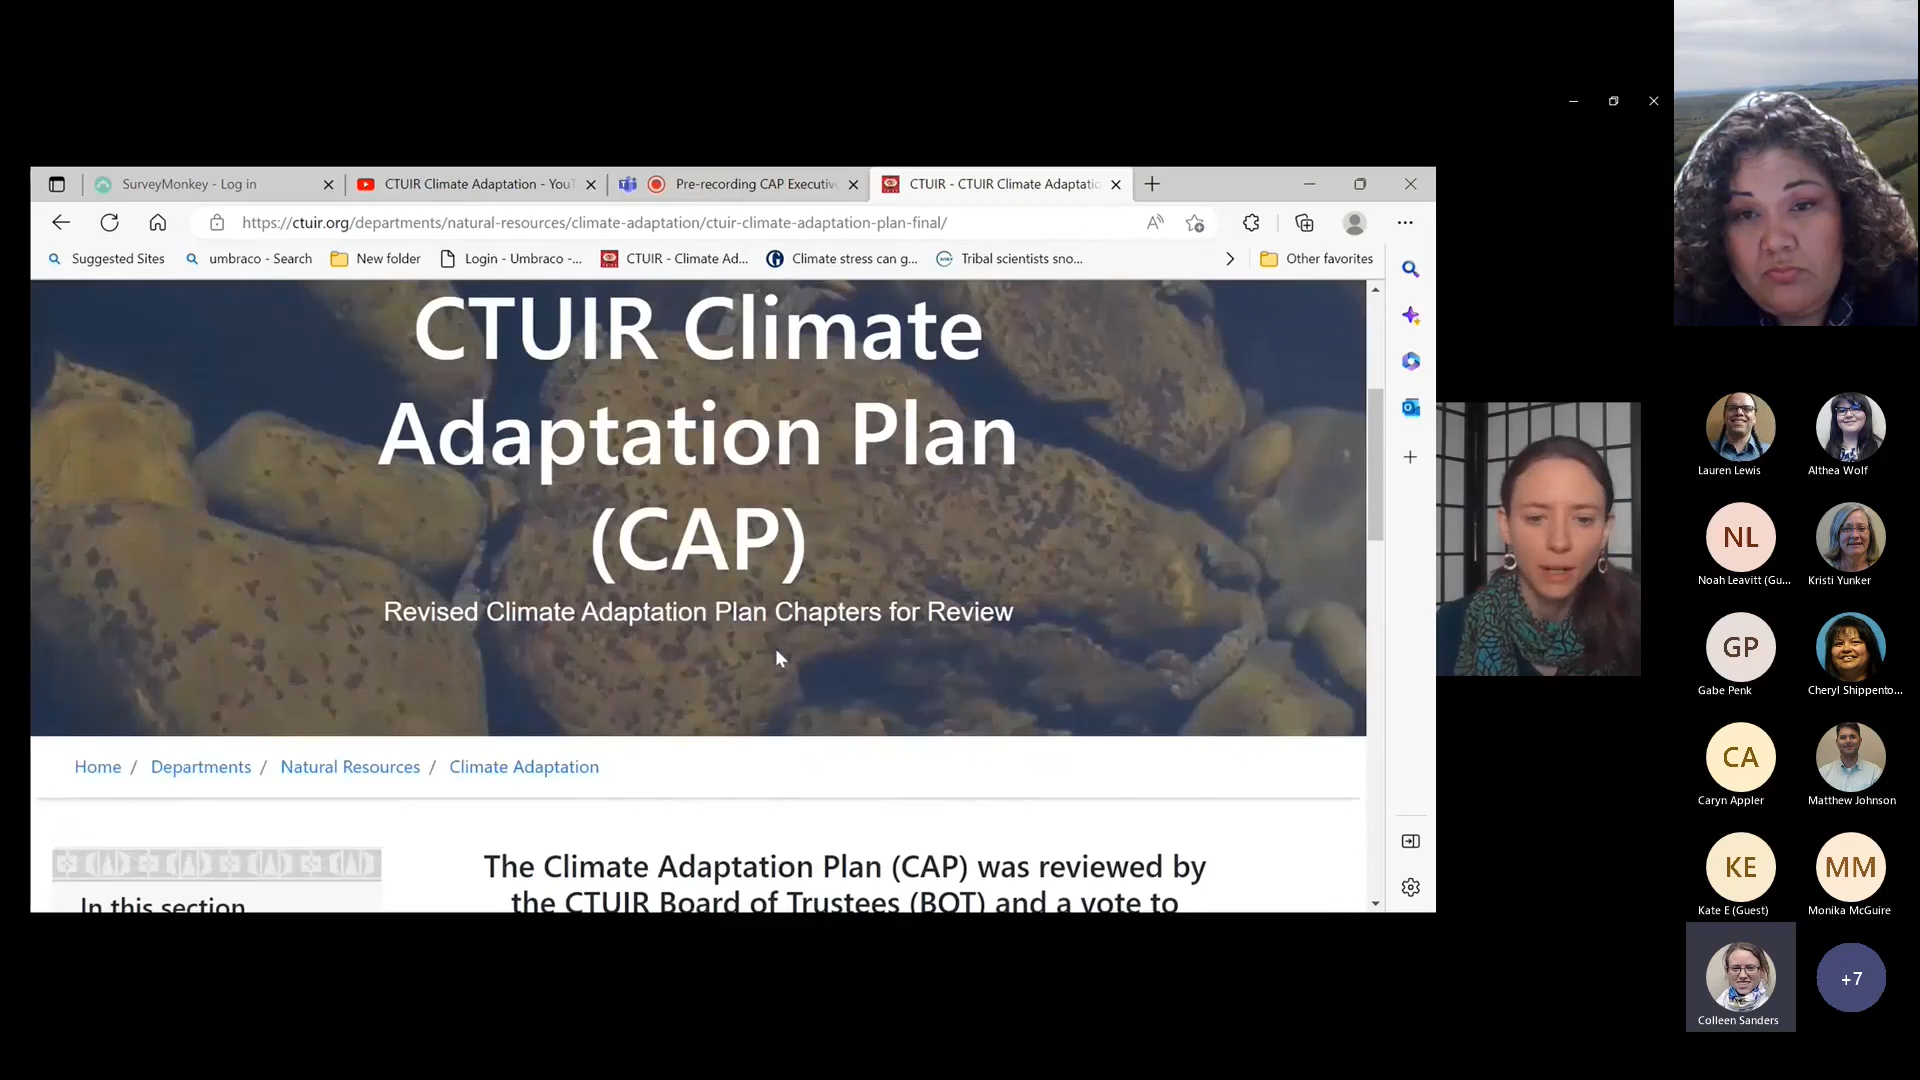 SurveyMonkey - Log in
CTUIR Climate Adaptation - YouT
Pre-recording CAP Executiv
CTUIR - CTUIR Climate Adaptatic
https://ctuir.org/departments/natural-resources/climate-adaptation/ctuir-climate-adaptation-plan-final/
Suggested Sites
umbraco - Search
New folder
Login - Umbraco -...
CTUIR - Climate Ad...
Climate stress can g...
Tribal scientists sno...
Other favorites
CTUIR Climate
Adaptation Plan
(CAP)
Revised Climate Adaptation Plan Chapters for Review
Home / Departments / Natural Resources / Climate Adaptation
The Climate Adaptation Plan (CAP) was reviewed by
the CTUIR Board of Trustees (BOT) and a vote to
In this section
Lauren Lewis
Althea Wolf
NL
Noah Leavitt (Gu...
Kristi Yunker
GP
Gabe Penk
Cheryl Shippento...
CA
Caryn Appler
Matthew Johnson
KE
Kate E (Guest)
MM
Monika McGuire
Colleen Sanders
+7